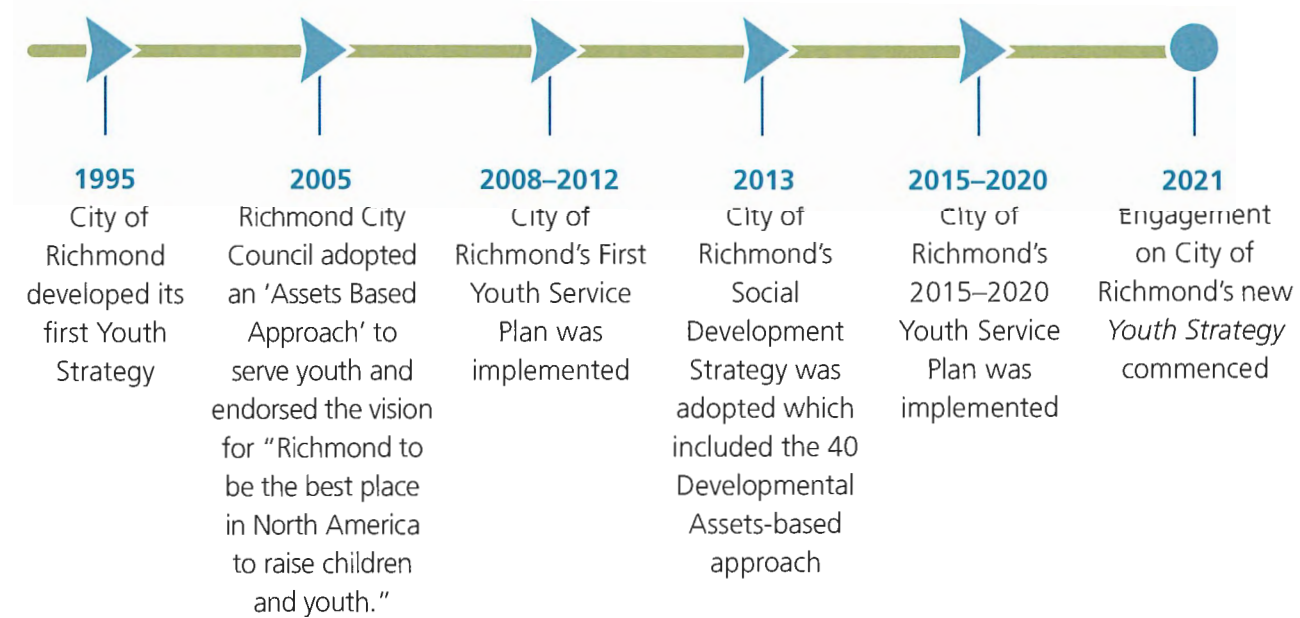 1995
City of
Richmond
developed its
first Youth
Strategy
2005
Richmond City
Council adopted
an 'Assets Based
Approach' to
serve youth and
endorsed the vision
for "Richmond to
be the best place
in North America
to raise children
and youth."
2008–2012
City of
Richmond's First
Youth Service
Plan was
implemented
2013
City of
Richmond's
Social
Development
Strategy was
adopted which
included the 40
Developmental
Assets-based
approach
2015–2020
City of
Richmond's
2015–2020
Youth Service
Plan was
implemented
2021
Engagement
on City of
Richmond's new
Youth Strategy
commenced